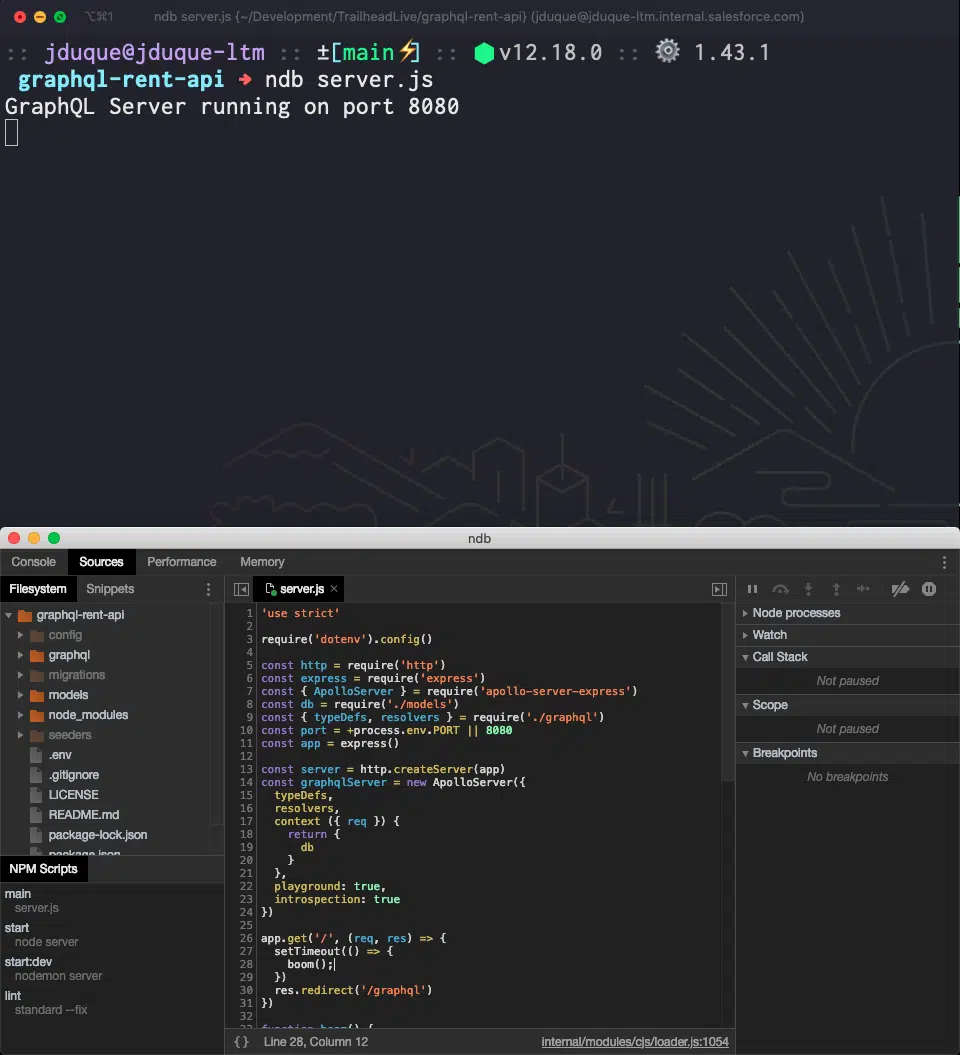 ⌥⌘1 ndb server.js {~/Development/TrailheadLive/graphql-rent-api} (jduque@jduque-ltm.internal.salesforce.com)
:: jduque@jduque-ltm :: ±[main⚡] :: ⬢v12.18.0 :: ⚙ 1.43.1
graphql-rent-api ➜ ndb server.js
GraphQL Server running on port 8080
ndb
Console Sources Performance Memory
Filesystem Snippets
graphql-rent-api
config
graphql
migrations
models
node_modules
seeders
.env
.gitignore
LICENSE
README.md
package-lock.json
package.json
NPM Scripts
main
server.js
start
node server
start:dev
nodemon server
lint
standard --fix
server.js ×
1 'use strict'
2
3 require('dotenv').config()
4
5 const http = require('http')
6 const express = require('express')
7 const { ApolloServer } = require('apollo-server-express')
8 const db = require('./models')
9 const { typeDefs, resolvers } = require('./graphql')
10 const port = +process.env.PORT || 8080
11 const app = express()
12
13 const server = http.createServer(app)
14 const graphqlServer = new ApolloServer({
15 typeDefs,
16 resolvers,
17 context ({ req }) {
18 return {
19 db
20 }
21 },
22 playground: true,
23 introspection: true
24 })
25
26 app.get('/', (req, res) => {
27 setTimeout(() => {
28 boom();
29 })
30 res.redirect('/graphql')
31 })
32
33 function boom() {
{} Line 28, Column 12 internal/modules/cjs/loader.js:1054
Node processes
Watch
Call Stack
Not paused
Scope
Not paused
Breakpoints
No breakpoints